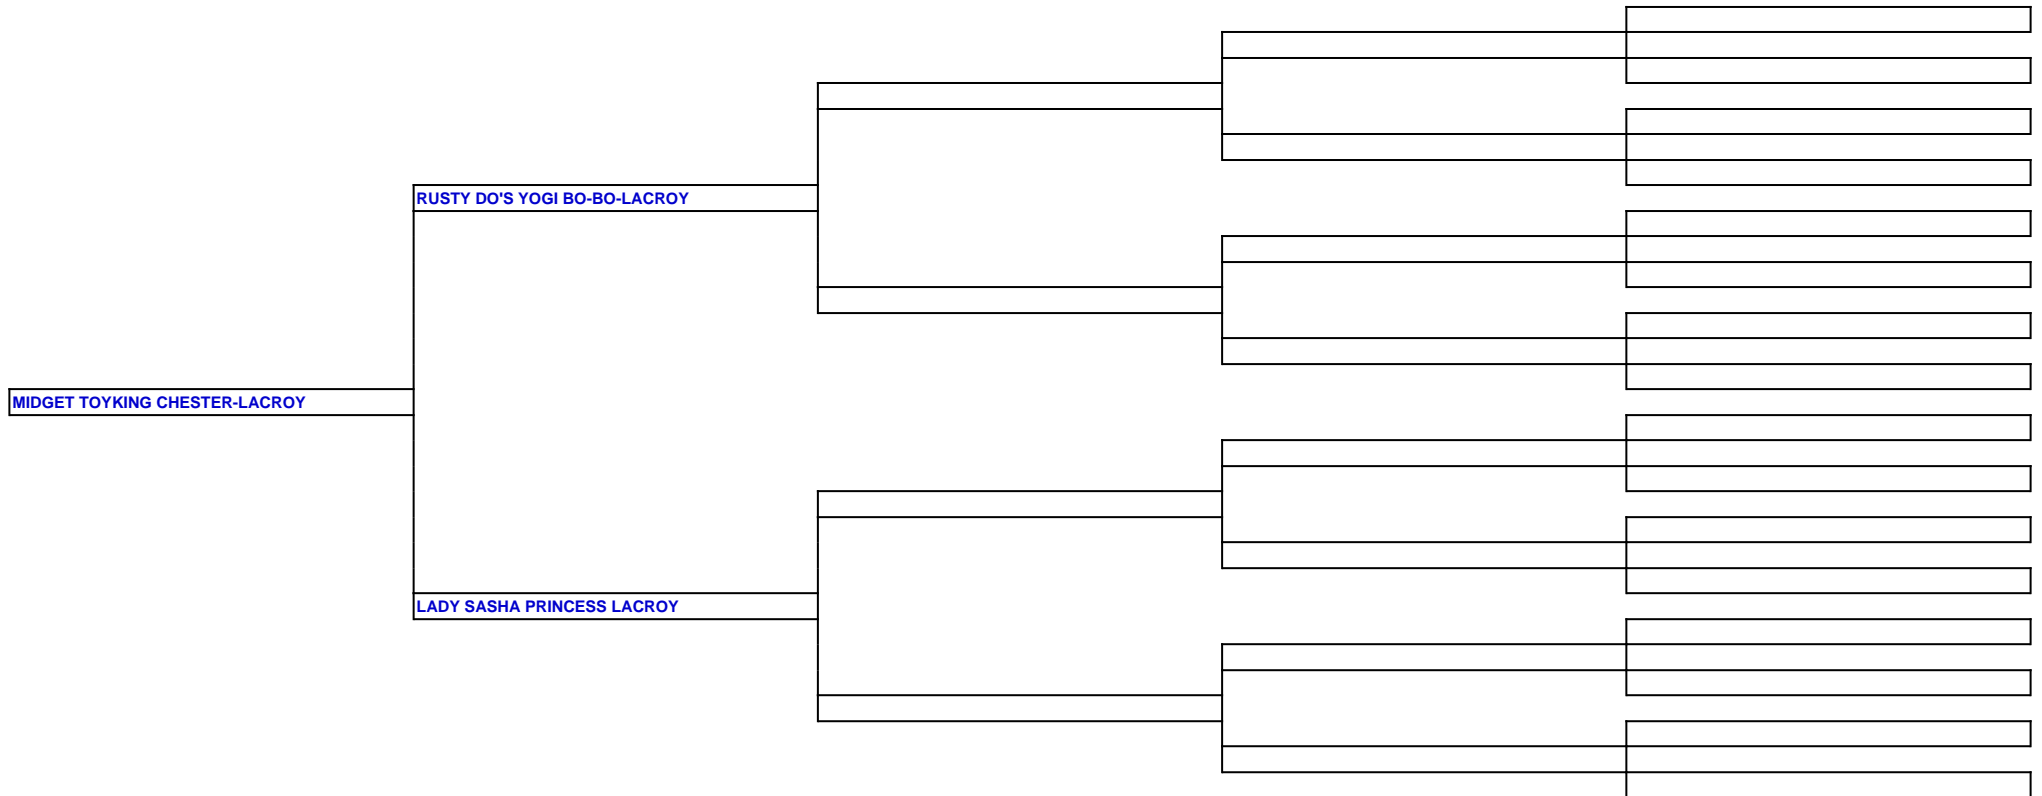 RUSTY DO'S YOGI BO-BO-LACROY
MIDGET TOYKING CHESTER-LACROY
LADY SASHA PRINCESS LACROY